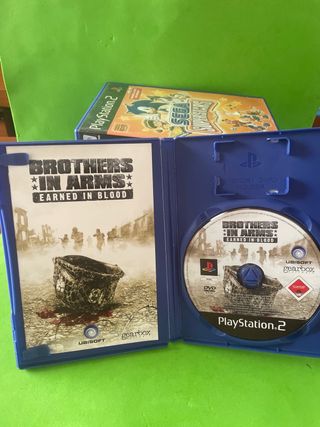 PlayStation 2
SEGA
SUPERSTARS
BROTHERS
IN ARMS
EARNED IN BLOOD
UBISOFT
gearbox
BROTHERS
IN ARMS
EARNED IN BLOOD
DVD
UBISOFT
gearbox
PlayStation 2